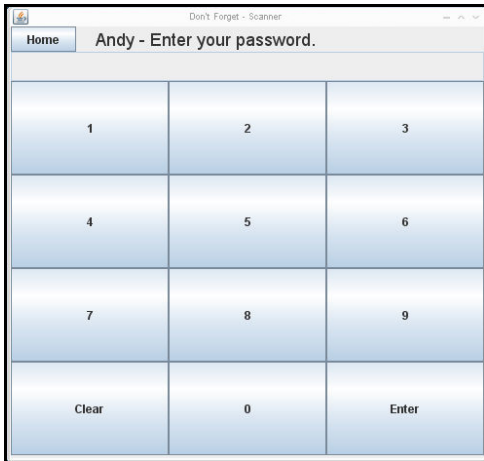 Don't Forget - Scanner
Home Andy - Enter your password.
1 2 3
4 5 6
7 8 9
Clear 0 Enter